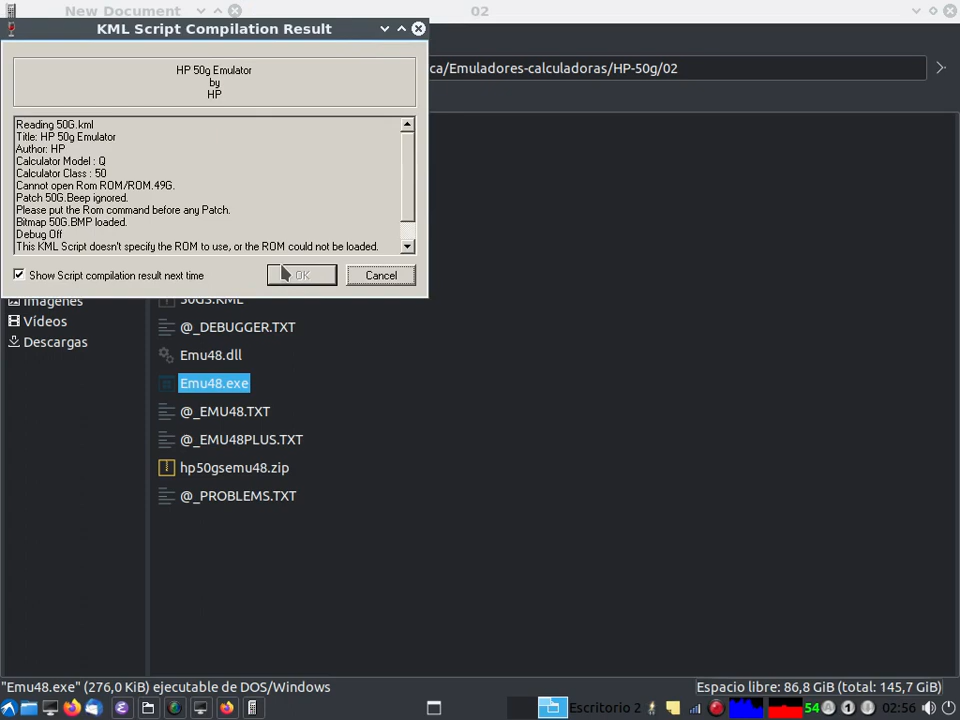 New Document
02
KML Script Compilation Result
HP 50g Emulator
by
HP
ca/Emuladores-calculadoras/HP-50g/02
Reading 50G.kml
Title: HP 50g Emulator
Author: HP
Calculator Model : Q
Calculator Class : 50
Cannot open Rom ROM/ROM.49G.
Patch 50G.Beep ignored.
Please put the Rom command before any Patch.
Bitmap 50G.BMP loaded.
Debug Off
This KML Script doesn't specify the ROM to use, or the ROM could not be loaded.
Show Script compilation result next time
OK
Cancel
Imágenes
Vídeos
Descargas
50GS.KML
@_DEBUGGER.TXT
Emu48.dll
Emu48.exe
@_EMU48.TXT
@_EMU48PLUS.TXT
hp50gsemu48.zip
@_PROBLEMS.TXT
"Emu48.exe" (276,0 KiB) ejecutable de DOS/Windows
Espacio libre: 86,8 GiB (total: 145,7 GiB)
Escritorio 2
54
A
1
02:56